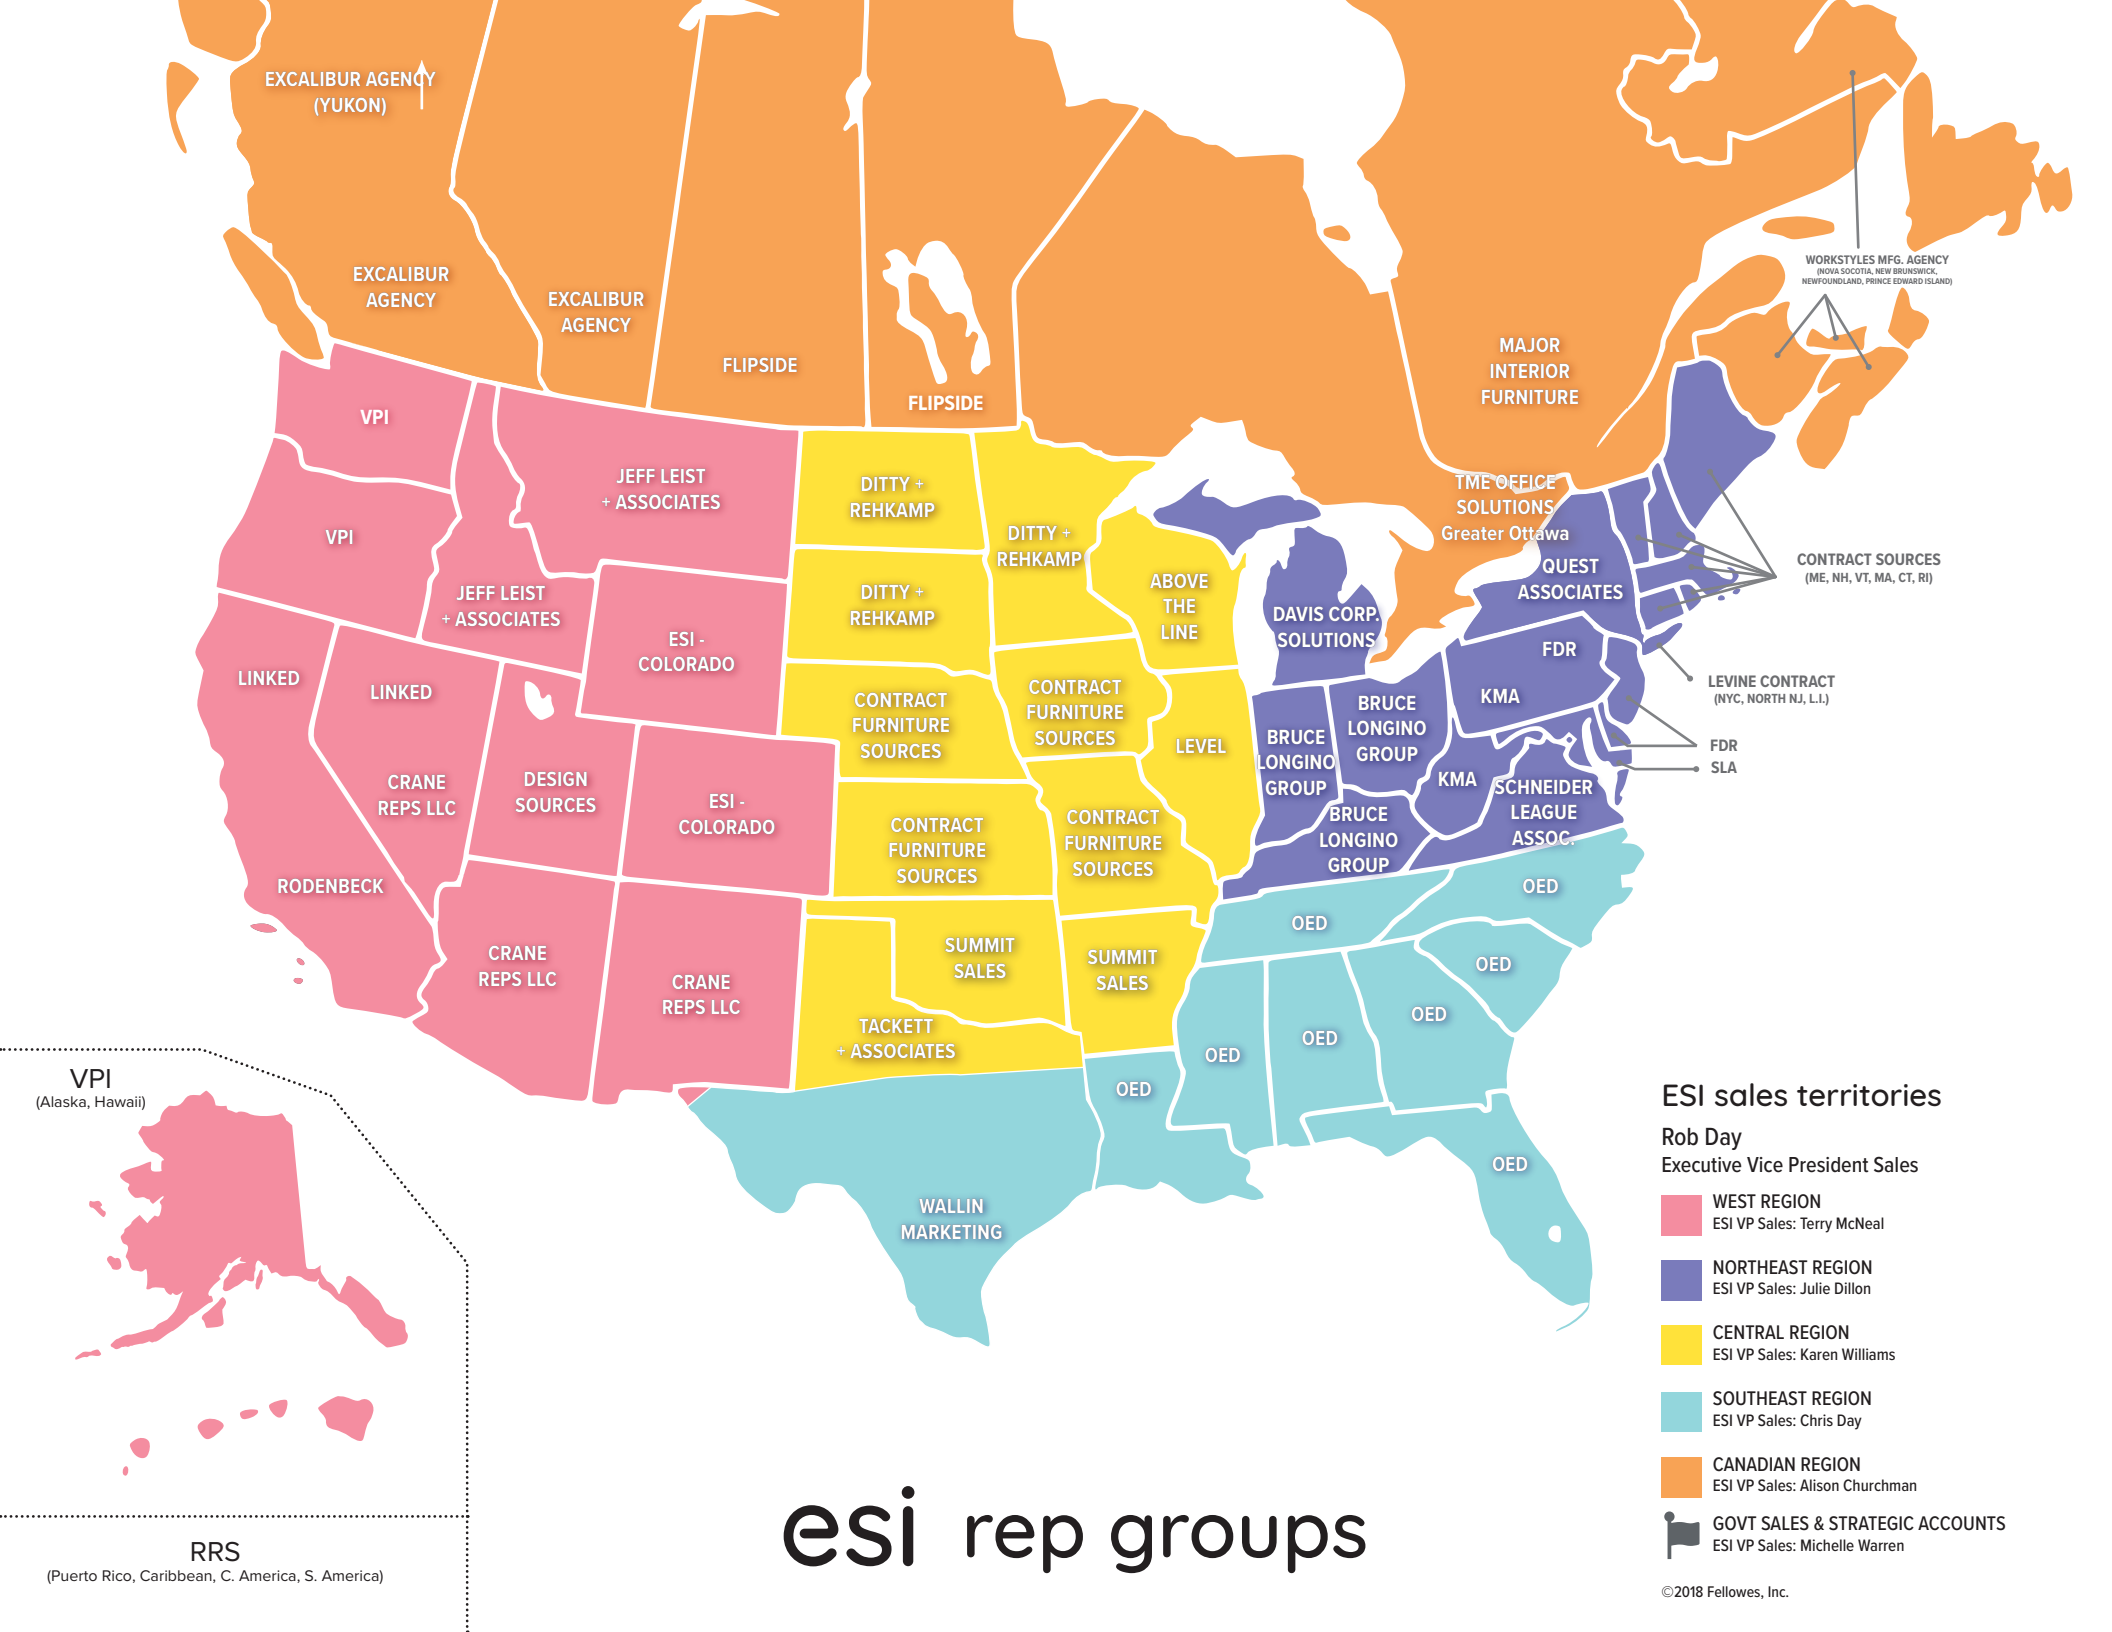 EXCALIBUR AGENCY
(YUKON)
EXCALIBUR
AGENCY
EXCALIBUR
AGENCY
FLIPSIDE
FLIPSIDE
MAJOR
INTERIOR
FURNITURE
TME OFFICE
SOLUTIONS
Greater Ottawa
WORKSTYLES MFG. AGENCY
(NOVA SOCOTIA, NEW BRUNSWICK,
NEWFOUNDLAND, PRINCE EDWARD ISLAND)
VPI
VPI
JEFF LEIST
+ ASSOCIATES
JEFF LEIST
+ ASSOCIATES
ESI -
COLORADO
LINKED
LINKED
CRANE
REPS LLC
RODENBECK
DESIGN
SOURCES
ESI -
COLORADO
CRANE
REPS LLC
CRANE
REPS LLC
DITTY +
REHKAMP
DITTY +
REHKAMP
DITTY +
REHKAMP
ABOVE
THE
LINE
CONTRACT
FURNITURE
SOURCES
CONTRACT
FURNITURE
SOURCES
LEVEL
CONTRACT
FURNITURE
SOURCES
CONTRACT
FURNITURE
SOURCES
SUMMIT
SALES
SUMMIT
SALES
TACKETT
+ ASSOCIATES
DAVIS CORP.
SOLUTIONS
QUEST
ASSOCIATES
FDR
KMA
BRUCE
LONGINO
GROUP
BRUCE
LONGINO
GROUP
BRUCE
LONGINO
GROUP
KMA
SCHNEIDER
LEAGUE
ASSOC.
CONTRACT SOURCES
(ME, NH, VT, MA, CT, RI)
LEVINE CONTRACT
(NYC, NORTH NJ, L.I.)
FDR
SLA
OED
OED
OED
OED
OED
OED
OED
OED
WALLIN
MARKETING
VPI
(Alaska, Hawaii)
RRS
(Puerto Rico, Caribbean, C. America, S. America)
esi rep groups
ESI sales territories
Rob Day
Executive Vice President Sales
WEST REGION
ESI VP Sales: Terry McNeal
NORTHEAST REGION
ESI VP Sales: Julie Dillon
CENTRAL REGION
ESI VP Sales: Karen Williams
SOUTHEAST REGION
ESI VP Sales: Chris Day
CANADIAN REGION
ESI VP Sales: Alison Churchman
GOVT SALES & STRATEGIC ACCOUNTS
ESI VP Sales: Michelle Warren
©2018 Fellowes, Inc.